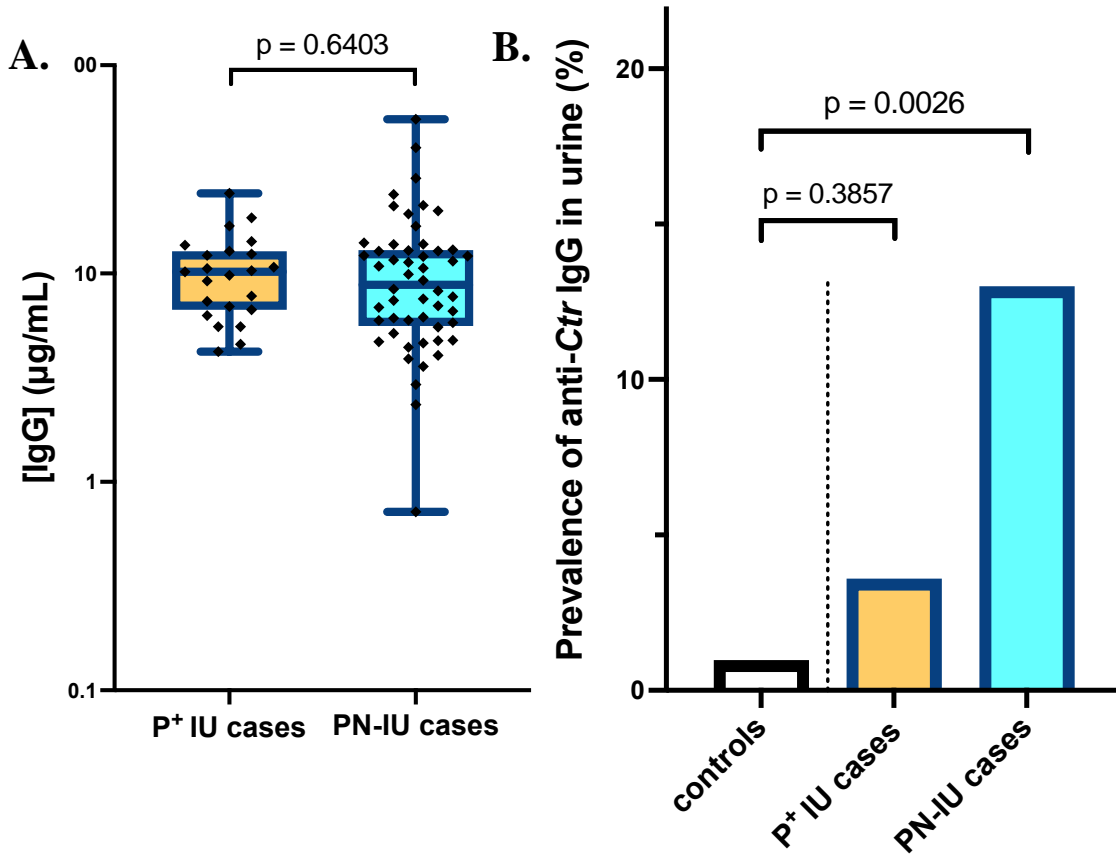 A.
p = 0.6403
00
10
1
0.1
[IgG] (µg/mL)
P⁺ IU cases
PN-IU cases
B.
p = 0.0026
p = 0.3857
20
10
0
Prevalence of anti-Ctr IgG in urine (%)
controls
P⁺ IU cases
PN-IU cases